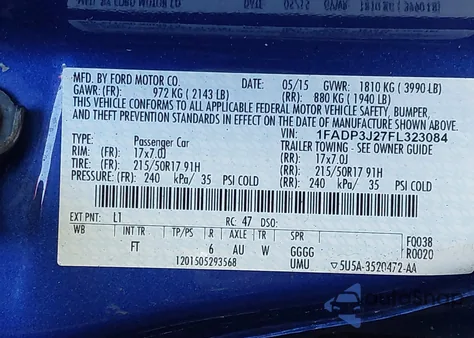 MFD. BY FORD MOTOR CO. 05/15 GVWR: 1810 KG ( 3990 LB)
GAWR: (FR) 972 KG ( 2143 LB) (RR) 880 KG ( 1940 LB)
THIS VEHICLE CONFORMS TO ALL APPLICABLE FEDERAL MOTOR VEHICLE SAFETY, BUMPER,
AND THEFT PREVENTION STANDARDS IN EFFECT ON THE DATE OF MANUFACTURE SHOWN ABOVE.
VIN: 1FADP3J27FL323084
TYPE: Passenger Car TRAILER TOWING - SEE OWNER GUIDE
RIM: (FR) 17x7.0J (RR) 17x7.0J
TIRE: (FR) 215/50R17 91H (RR) 215/50R17 91H
PRESSURE: (FR) 240 kPa/ 35 PSI COLD (RR) 240 kPa/ 35 PSI COLD
EXT PNT: L1 RC: 47 DSO: FQ038
WB INT TR TP/PS R AXLE TR SPR R0020
FT 6 AU W GGGG
1201505293568 UMU ▽5U5A-3520472-AA
AutoSnap